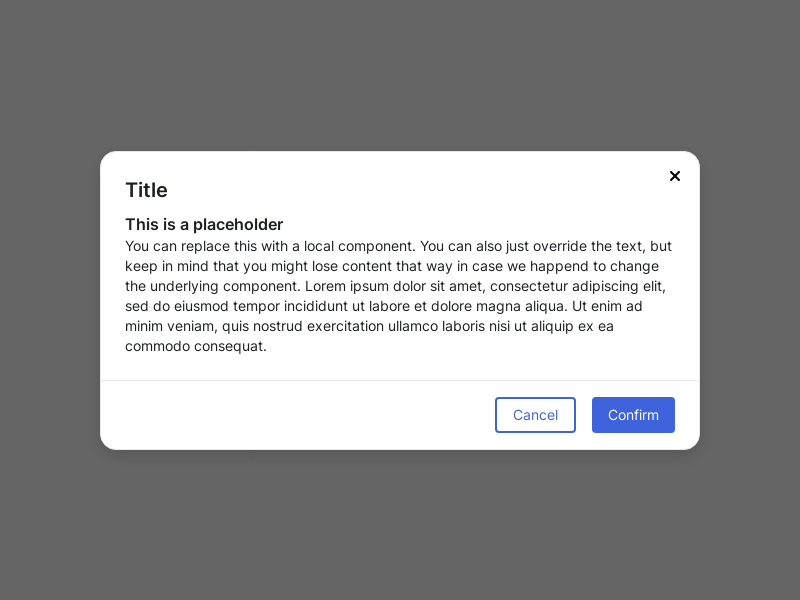 Title
This is a placeholder
You can replace this with a local component. You can also just override the text, but
keep in mind that you might lose content that way in case we happend to change
the underlying component. Lorem ipsum dolor sit amet, consectetur adipiscing elit,
sed do eiusmod tempor incididunt ut labore et dolore magna aliqua. Ut enim ad
minim veniam, quis nostrud exercitation ullamco laboris nisi ut aliquip ex ea
commodo consequat.
Cancel
Confirm